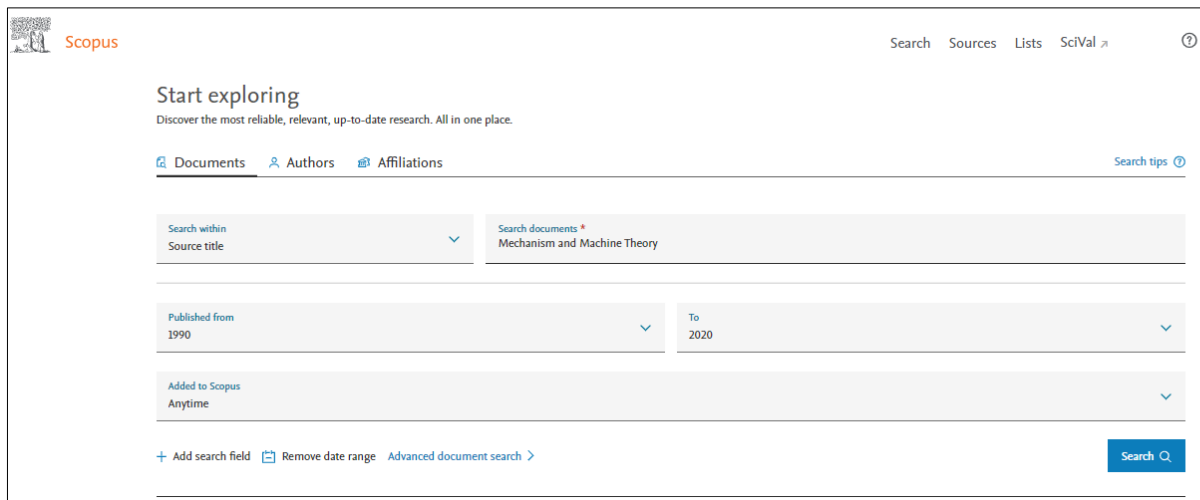 Scopus
Search Sources Lists SciVal
Start exploring
Discover the most reliable, relevant, up-to-date research. All in one place.
Documents Authors Affiliations
Search tips
Search within
Source title
Search documents *
Mechanism and Machine Theory
Published from
1990
To
2020
Added to Scopus
Anytime
+ Add search field Remove date range Advanced document search >
Search